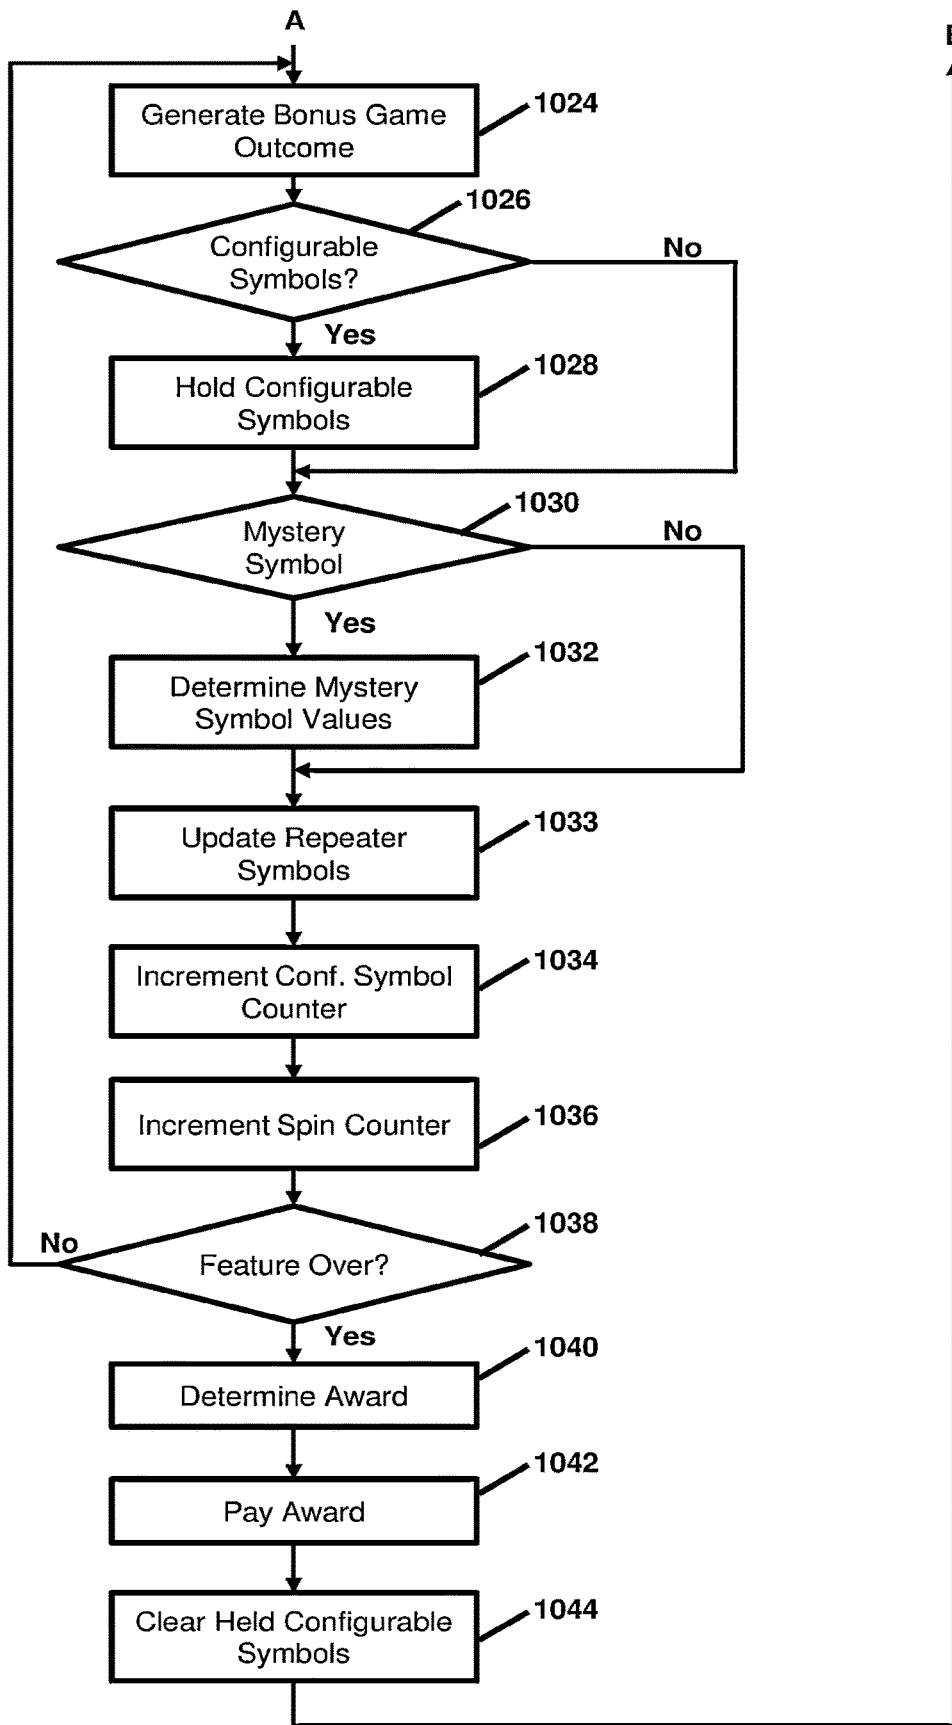 A
Generate Bonus Game
Outcome
1024
1026
Configurable
Symbols?
No
Yes
Hold Configurable
Symbols
1028
1030
Mystery
Symbol
No
Yes
Determine Mystery
Symbol Values
1032
Update Repeater
Symbols
1033
Increment Conf. Symbol
Counter
1034
Increment Spin Counter
1036
1038
No
Feature Over?
Yes
Determine Award
1040
Pay Award
1042
Clear Held Configurable
Symbols
1044